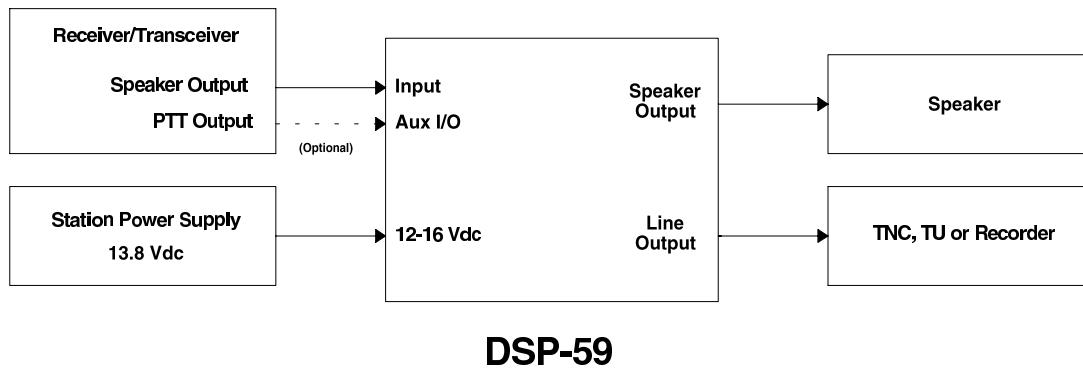 Receiver/Transceiver
Speaker Output
PTT Output
(Optional)
Station Power Supply
13.8 Vdc
Input
Aux I/O
12-16 Vdc
Speaker
Output
Line
Output
Speaker
TNC, TU or Recorder
DSP-59